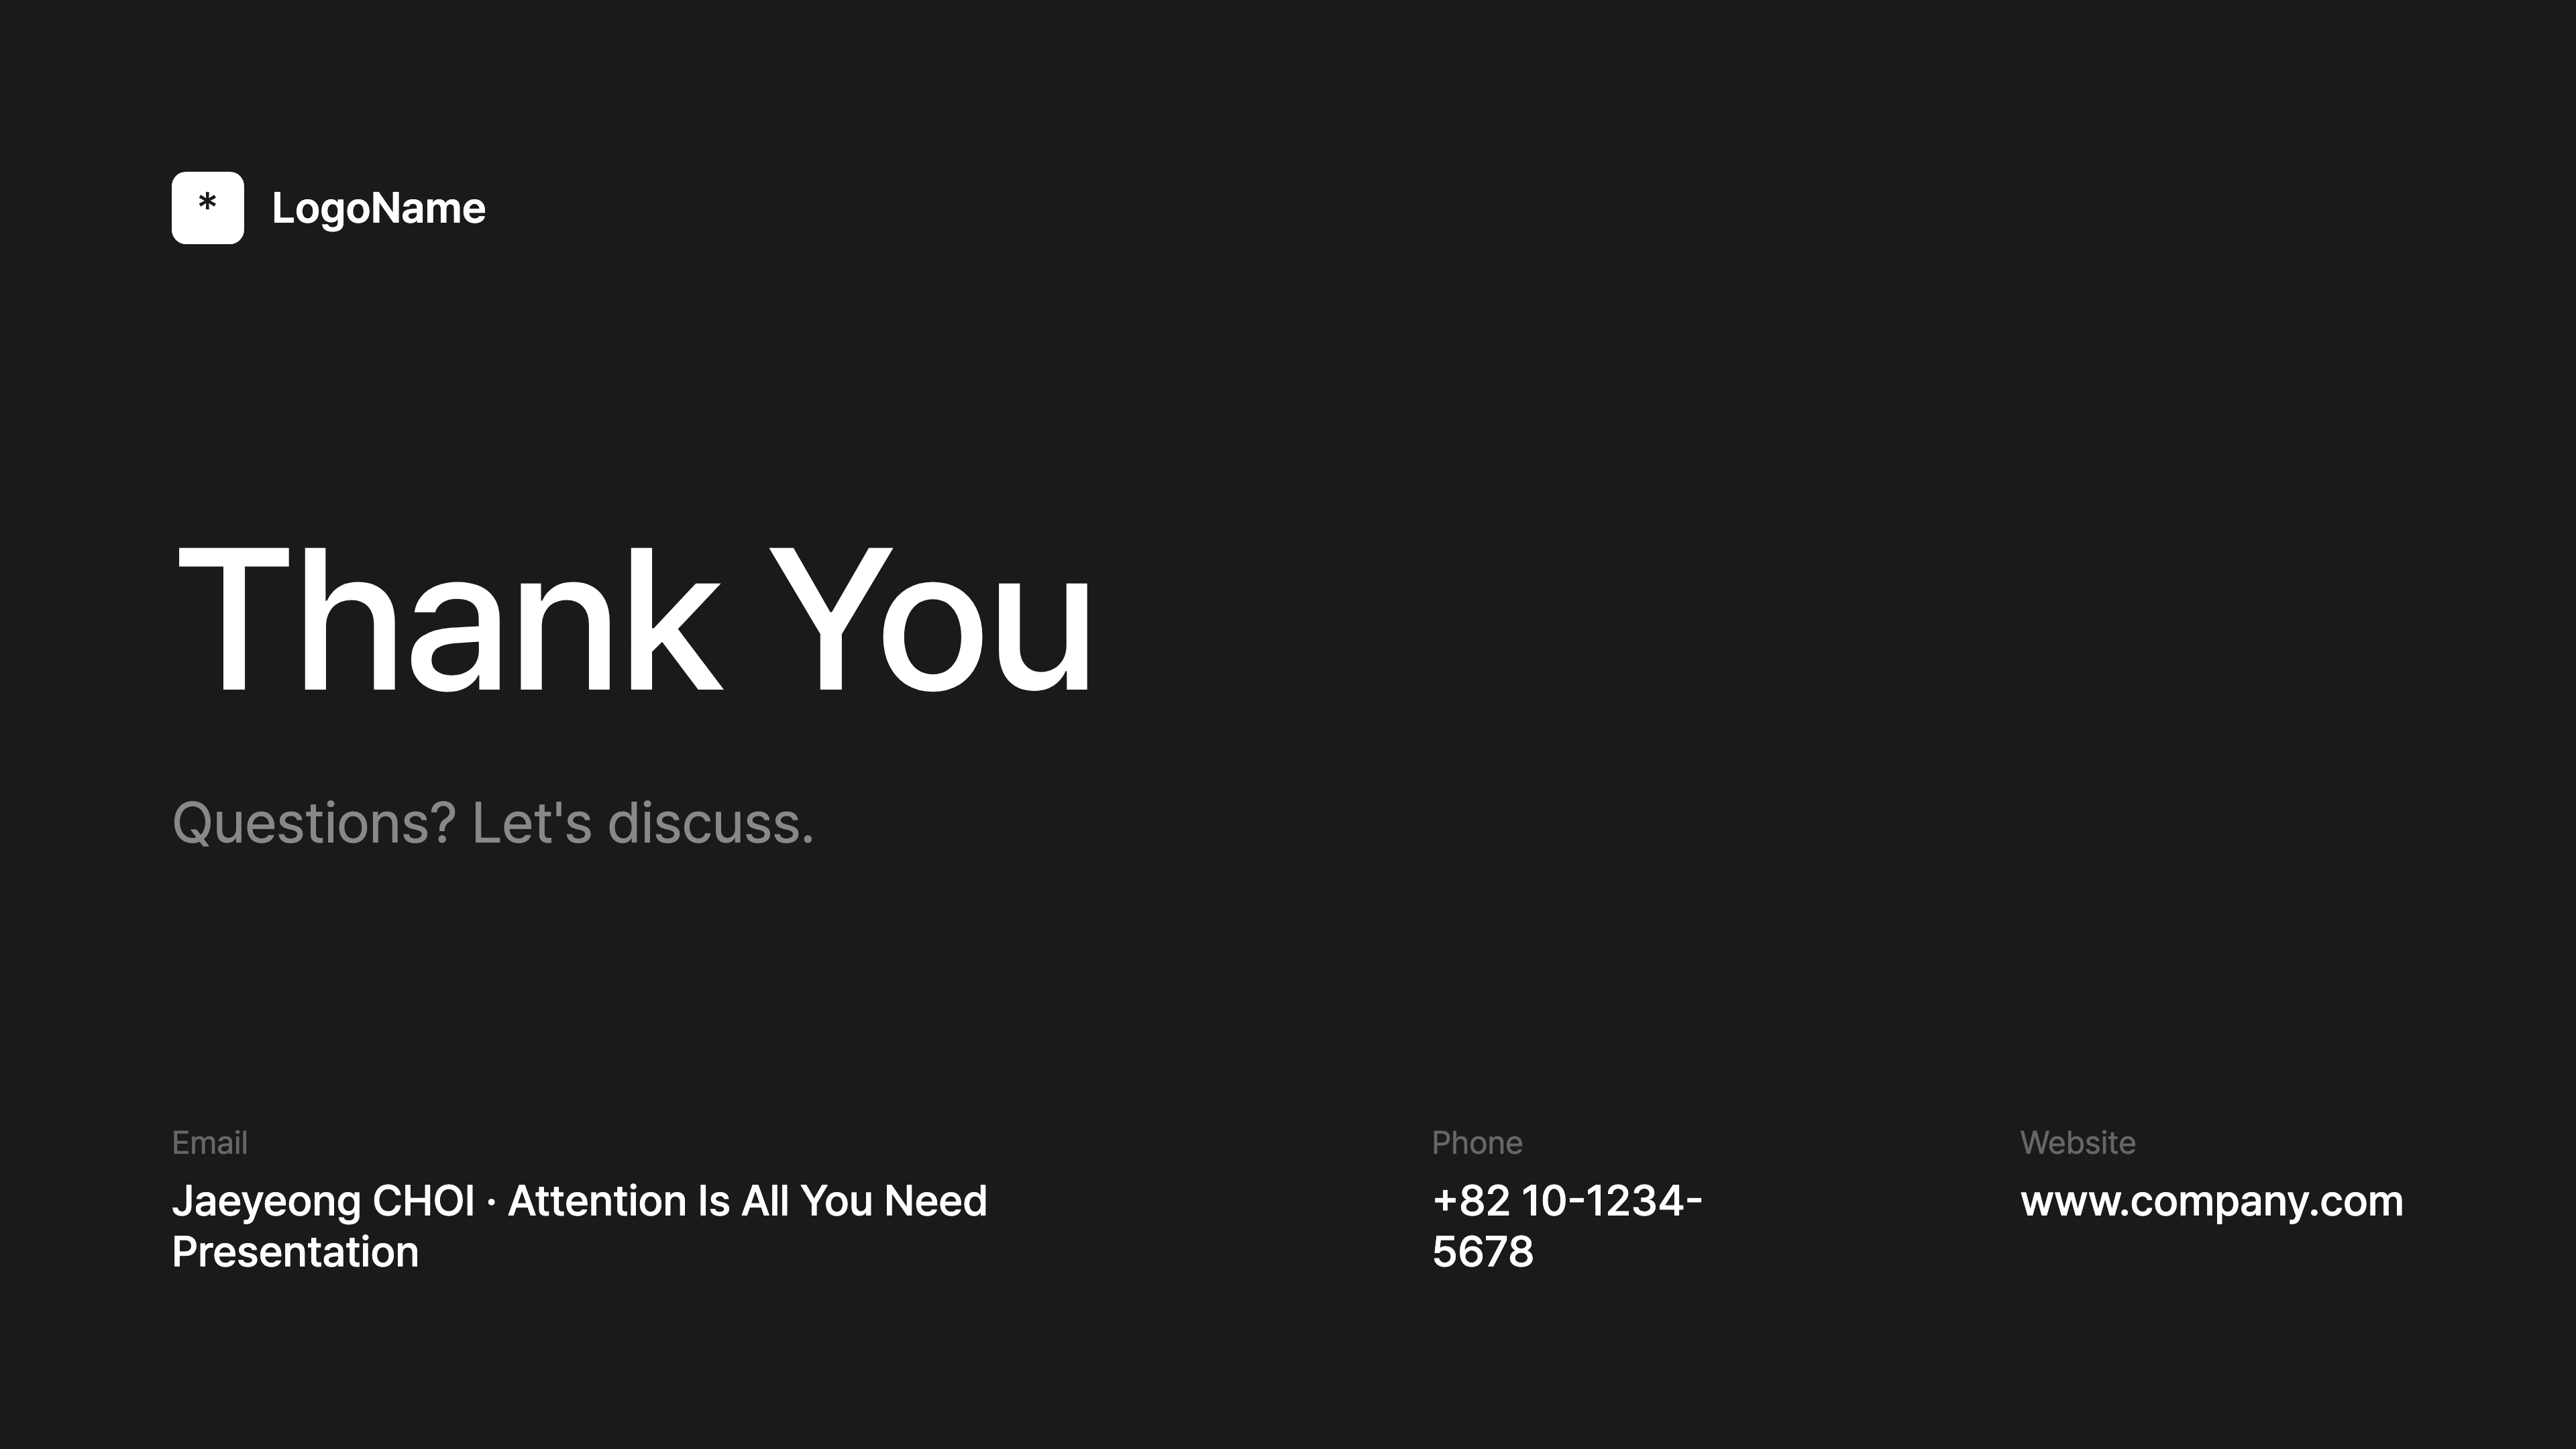 *
LogoName
Thank You
Questions? Let's discuss.
Email
Jaeyeong CHOI · Attention Is All You Need
Presentation
Phone
+82 10-1234-
5678
Website
www.company.com